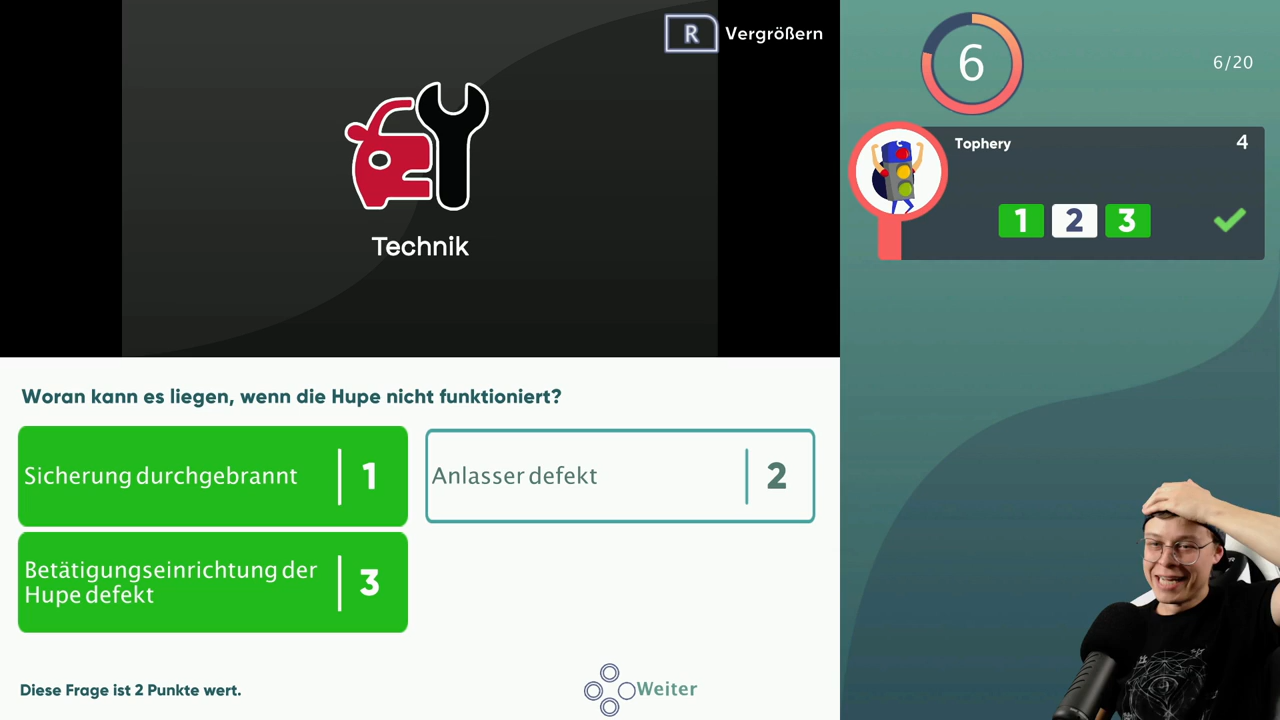 R Vergrößern
Technik
6
6/20
Tophery 4
1 2 3
Woran kann es liegen, wenn die Hupe nicht funktioniert?
Sicherung durchgebrannt 1
Anlasser defekt 2
Betätigungseinrichtung der
Hupe defekt 3
Diese Frage ist 2 Punkte wert.
Weiter